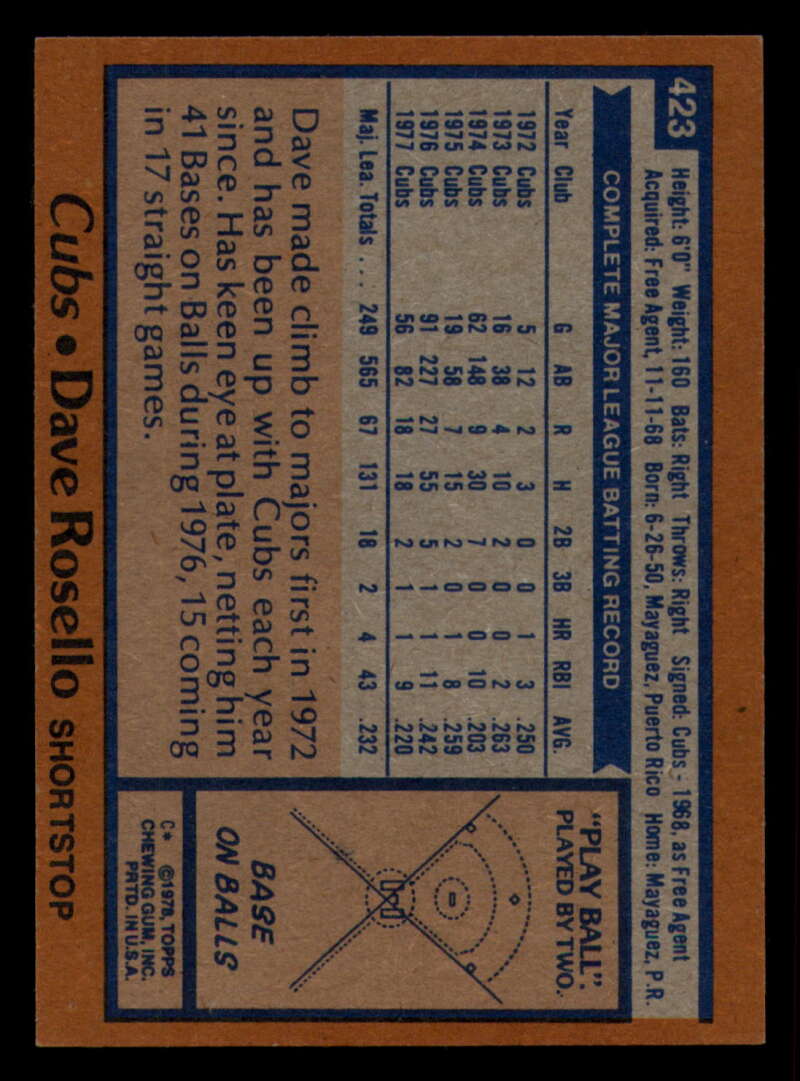 423
Height: 6'0" Weight: 160 Bats: Right Throws: Right Signed: Cubs - 1968, as Free Agent
Acquired: Free Agent, 11-11-68 Born: 6-26-50, Mayaguez, Puerto Rico Home: Mayaguez, P.R.
COMPLETE MAJOR LEAGUE BATTING RECORD
Year Club G AB R H 2B 3B HR RBI AVG.
1972 Cubs 5 12 2 3 0 0 1 3 .250
1973 Cubs 16 38 4 10 2 0 0 2 .263
1974 Cubs 62 148 9 30 7 0 0 10 .203
1975 Cubs 19 58 7 15 2 0 1 8 .259
1976 Cubs 91 227 27 55 5 1 1 11 .242
1977 Cubs 56 82 18 18 2 1 1 9 .220
Maj. Lea. Totals ... 249 565 67 131 18 2 4 43 .232
Dave made climb to majors first in 1972
and has been up with Cubs each year
since. Has keen eye at plate, netting him
41 Bases on Balls during 1976, 15 coming
in 17 straight games.
"PLAY BALL".
PLAYED BY TWO.
BASE
ON BALLS
C* ©1978, TOPPS
CHEWING GUM, INC.
PRTD. IN U.S.A.
Cubs • Dave Rosello SHORTSTOP